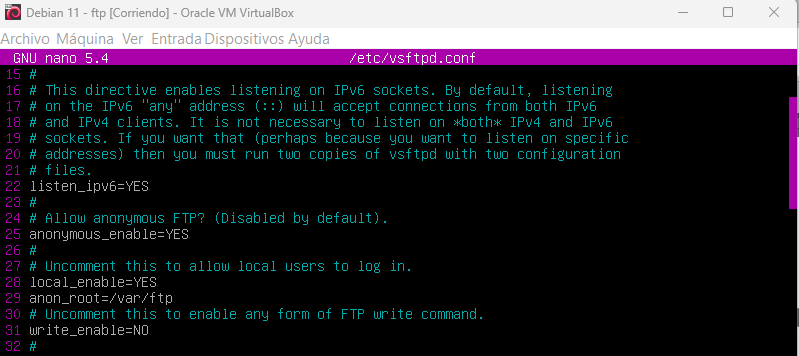 Debian 11 - ftp [Corriendo] - Oracle VM VirtualBox
Archivo Máquina Ver Entrada Dispositivos Ayuda
GNU nano 5.4 /etc/vsftpd.conf
15 #
16 # This directive enables listening on IPv6 sockets. By default, listening
17 # on the IPv6 "any" address (::) will accept connections from both IPv6
18 # and IPv4 clients. It is not necessary to listen on *both* IPv4 and IPv6
19 # sockets. If you want that (perhaps because you want to listen on specific
20 # addresses) then you must run two copies of vsftpd with two configuration
21 # files.
22 listen_ipv6=YES
23 #
24 # Allow anonymous FTP? (Disabled by default).
25 anonymous_enable=YES
26 #
27 # Uncomment this to allow local users to log in.
28 local_enable=YES
29 anon_root=/var/ftp
30 # Uncomment this to enable any form of FTP write command.
31 write_enable=NO
32 #